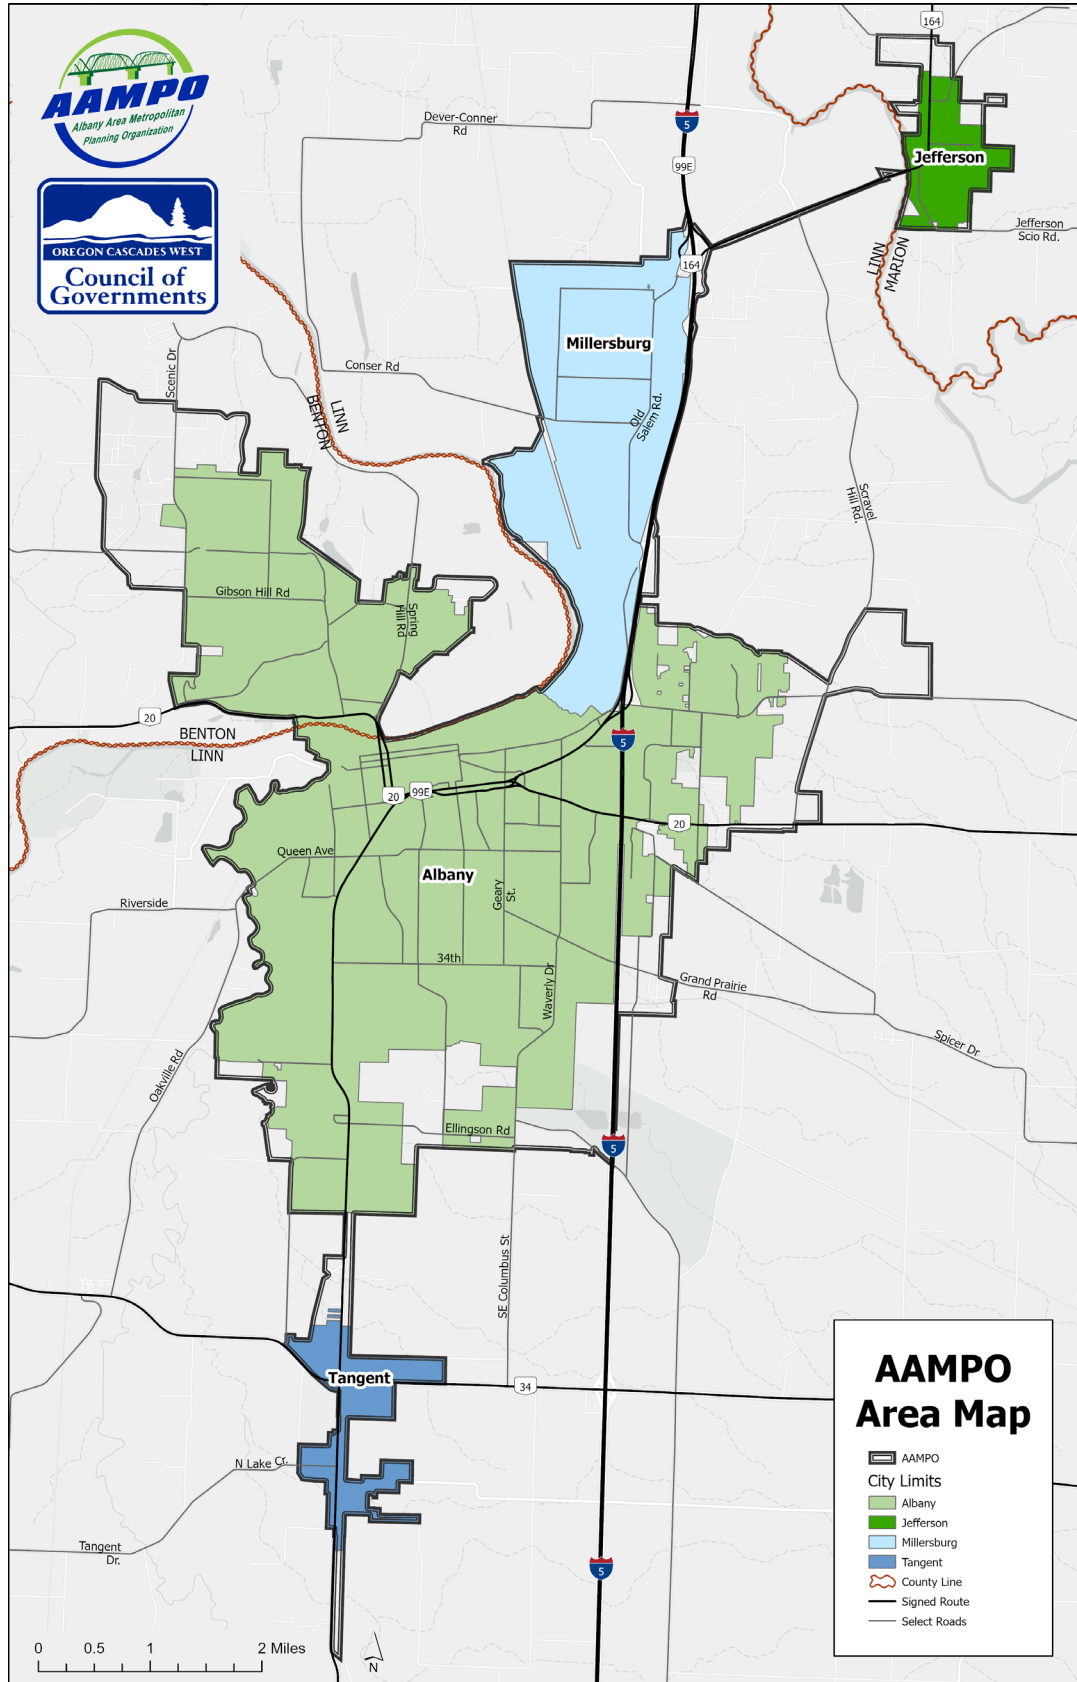 AAMPO
Albany Area Metropolitan
Planning Organization
OREGON CASCADES WEST
Council of
Governments
164
Dever-Conner
Rd
5
99E
Jefferson
Jefferson
Scio Rd.
LINN
MARION
164
Millersburg
Scenic Dr
Conser Rd
LINN
BENTON
Old
Salem Rd.
Scravel
Hill Rd.
Gibson Hill Rd
Spring
Hill Rd
20
BENTON
LINN
5
20
99E
20
Queen Ave
Albany
Geary
St.
Riverside
34th
Waverly Dr
Grand Prairie
Rd
Spicer Dr
Oakville Rd
Ellingson Rd
5
SE Columbus St
Tangent
34
N Lake Cr.
Tangent
Dr.
5
AAMPO
Area Map
AAMPO
City Limits
Albany
Jefferson
Millersburg
Tangent
County Line
Signed Route
Select Roads
0 0.5 1 2 Miles
N